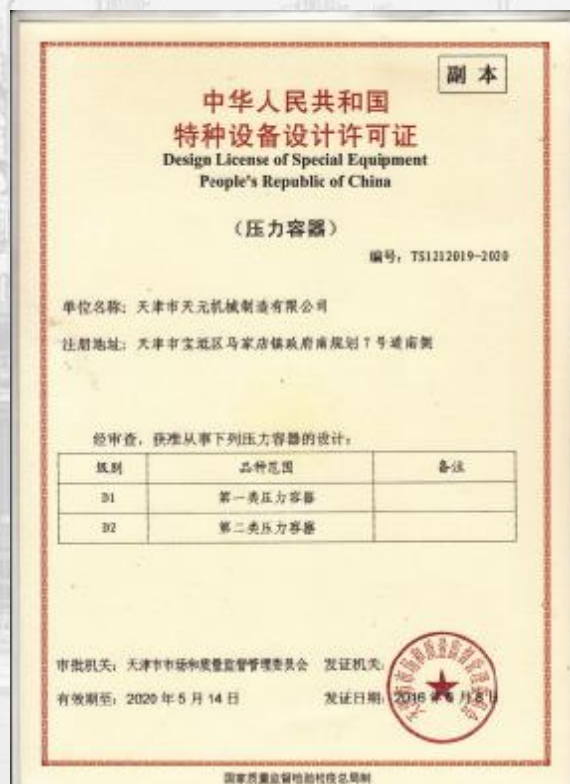 副 本
中华人民共和国
特种设备设计许可证
Design License of Special Equipment
People's Republic of China
（压力容器）
编号：TS1212019-2020
单位名称：天津市天元机械制造有限公司
注册地址：天津市宝坻区马家店镇政府南规划7号道南侧
经审查，获准从事下列压力容器的设计：
级别 品种范围 备注
D1 第一类压力容器
D2 第二类压力容器
审批机关：天津市市场和质量监督管理委员会 发证机关：
有效期至：2020年5月14日 发证日期：2016年 月8日
国家质量监督检验检疫总局制